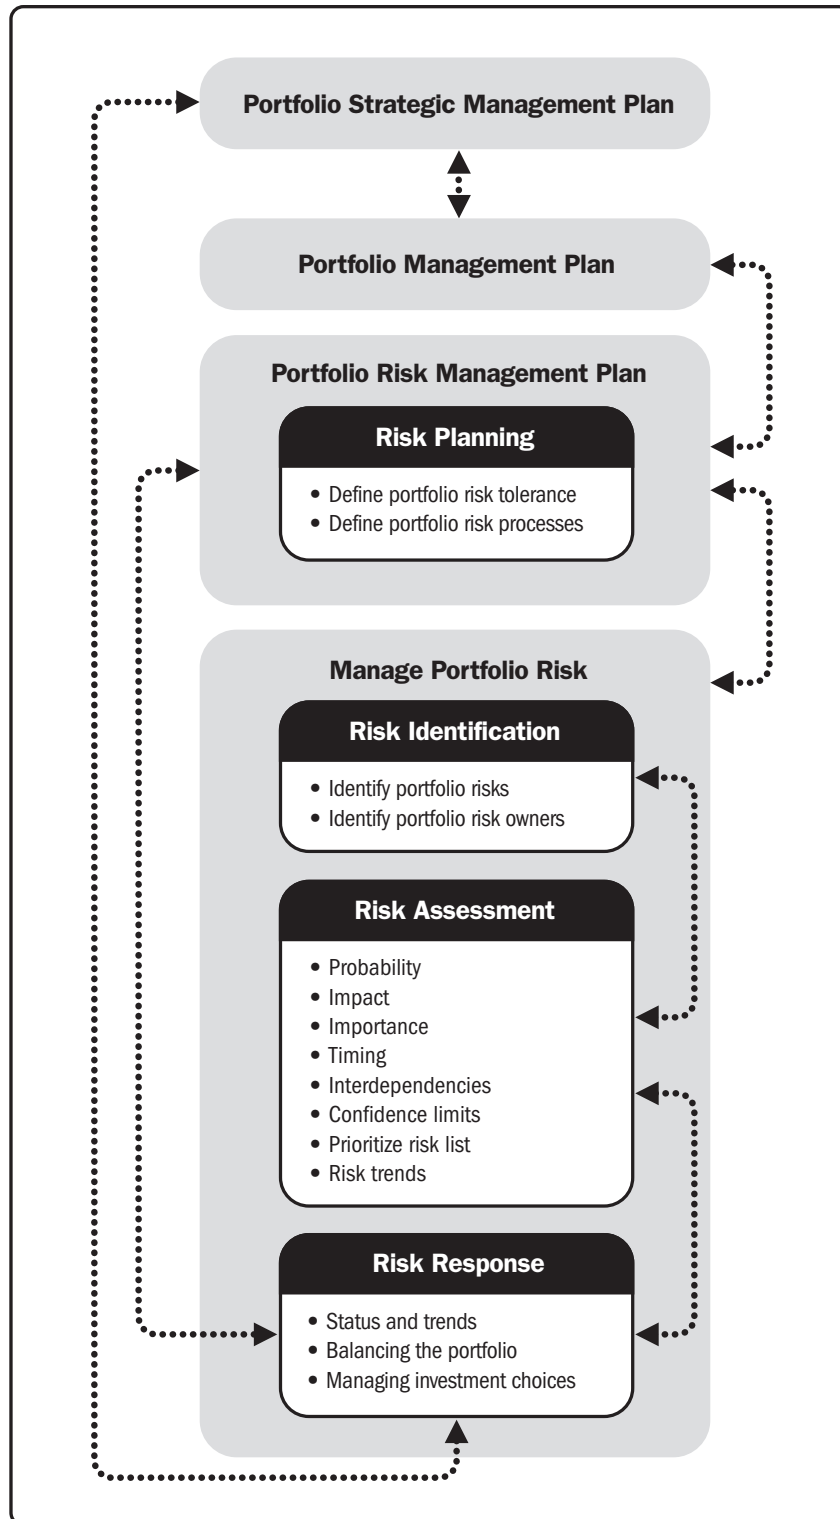 Portfolio Strategic Management Plan
Portfolio Management Plan
Portfolio Risk Management Plan
Risk Planning
• Define portfolio risk tolerance
• Define portfolio risk processes
Manage Portfolio Risk
Risk Identification
• Identify portfolio risks
• Identify portfolio risk owners
Risk Assessment
• Probability
• Impact
• Importance
• Timing
• Interdependencies
• Confidence limits
• Prioritize risk list
• Risk trends
Risk Response
• Status and trends
• Balancing the portfolio
• Managing investment choices